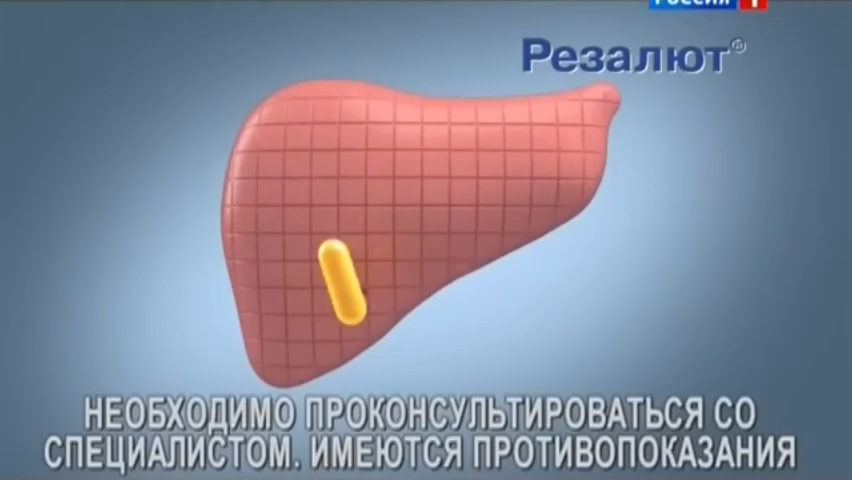 Россия 1
Резалют®
НЕОБХОДИМО ПРОКОНСУЛЬТИРОВАТЬСЯ СО
СПЕЦИАЛИСТОМ. ИМЕЮТСЯ ПРОТИВОПОКАЗАНИЯ